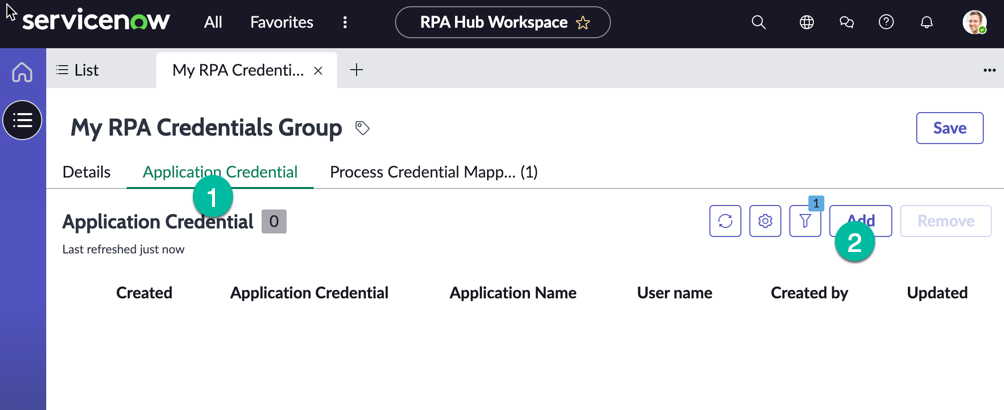 servicenow All Favorites RPA Hub Workspace
List My RPA Credenti...
My RPA Credentials Group Save
Details Application Credential Process Credential Mapp... (1)
1
Application Credential 0 1 Add Remove
2
Last refreshed just now
Created Application Credential Application Name User name Created by Updated